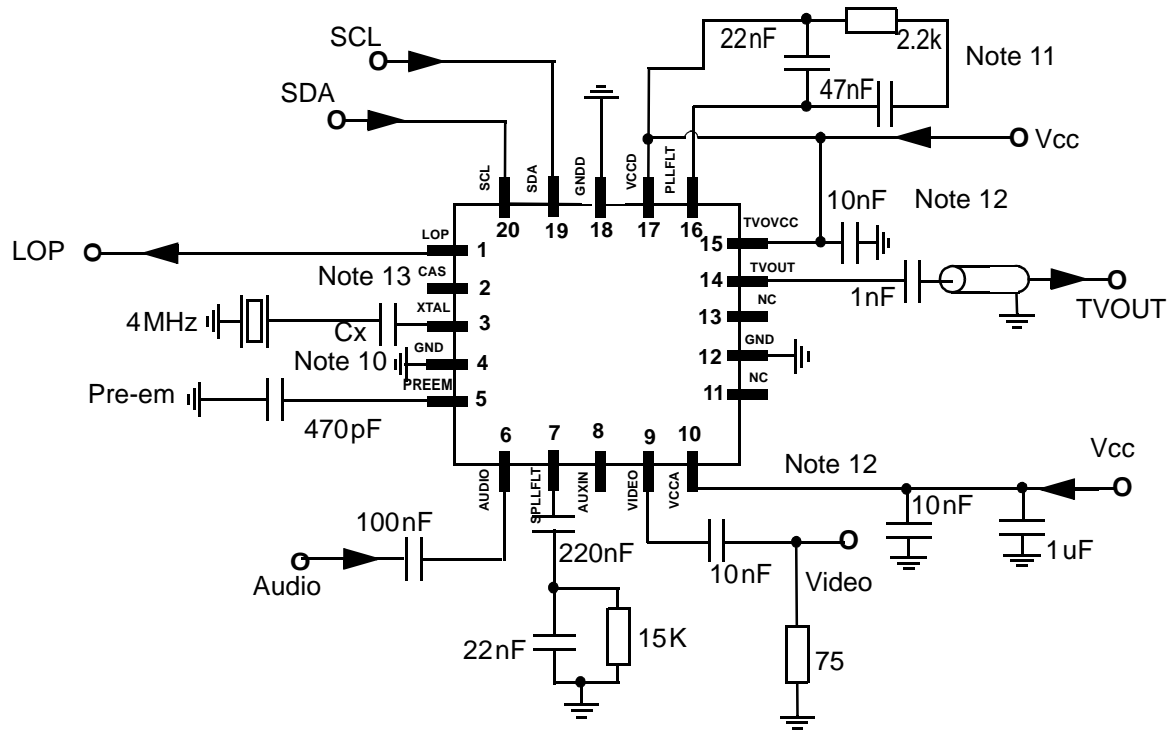 SCL
SDA
22nF
2.2k
Note 11
47nF
Vcc
SCL
SDA
GNDD
VCCD
PLLFLT
20
19
18
17
16
10nF
Note 12
LOP
LOP
1
15
TVOVCC
Note 13
CAS
2
14
TVOUT
1nF
TVOUT
4MHz
Cx
XTAL
3
13
NC
Note 10
GND
4
12
GND
Pre-em
470pF
PREEM
5
11
NC
6
7
8
9
10
AUDIO
SPLLFLT
AUXIN
VIDEO
VCCA
Note 12
Vcc
10nF
1uF
100nF
Audio
220nF
10nF
Video
22nF
15K
75